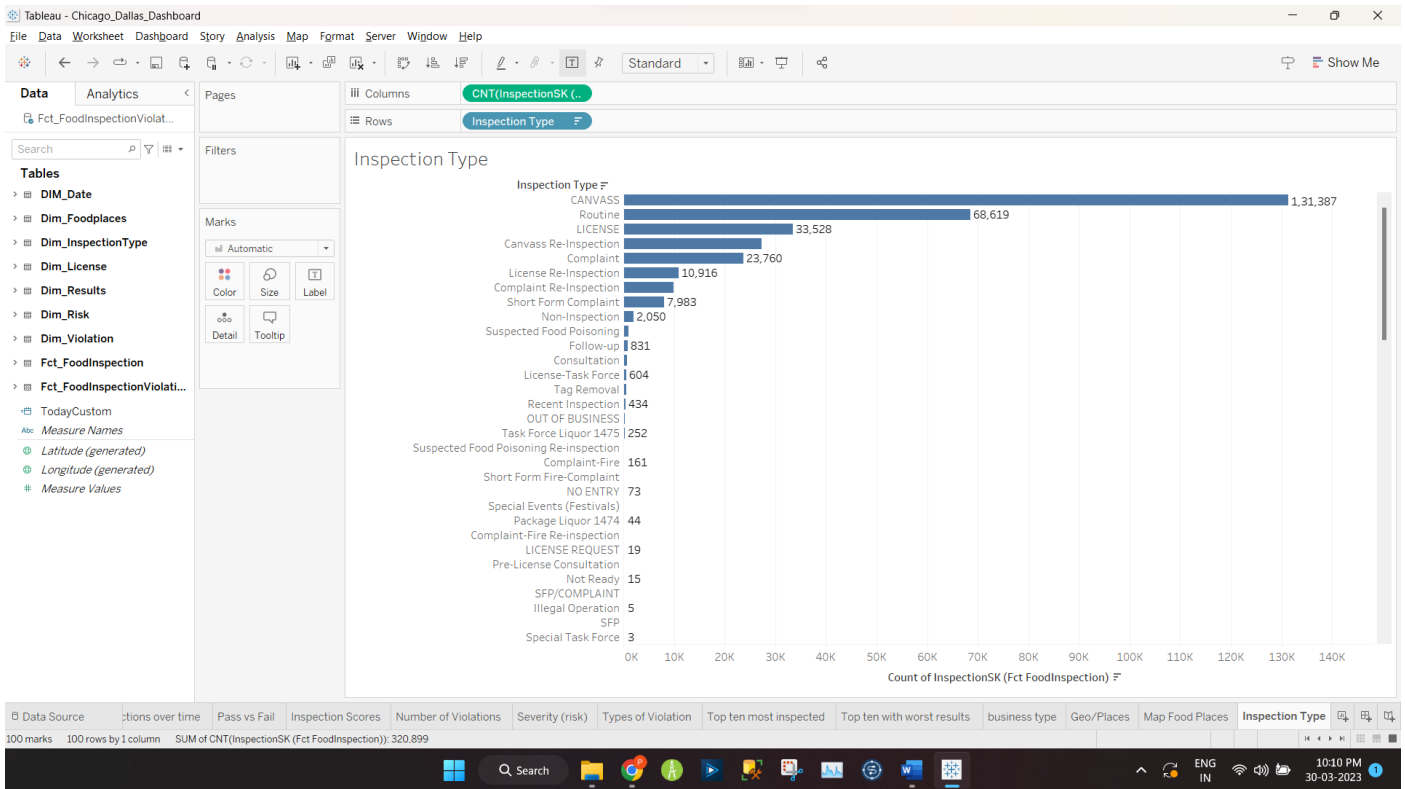 Tableau - Chicago_Dallas_Dashboard
File Data Worksheet Dashboard Story Analysis Map Format Server Window Help
Standard
Show Me
Data Analytics
Fct_FoodInspectionViolat...
Search
Tables
DIM_Date
Dim_Foodplaces
Dim_InspectionType
Dim_License
Dim_Results
Dim_Risk
Dim_Violation
Fct_FoodInspection
Fct_FoodInspectionViolati...
TodayCustom
Abc Measure Names
Latitude (generated)
Longitude (generated)
# Measure Values
Pages
Filters
Marks
Automatic
Color Size Label
Detail Tooltip
Columns CNT(InspectionSK (..
Rows Inspection Type
Inspection Type
Inspection Type
CANVASS 1,31,387
Routine 68,619
LICENSE 33,528
Canvass Re-Inspection
Complaint 23,760
License Re-Inspection 10,916
Complaint Re-Inspection
Short Form Complaint 7,983
Non-Inspection 2,050
Suspected Food Poisoning
Follow-up 831
Consultation
License-Task Force 604
Tag Removal
Recent Inspection 434
OUT OF BUSINESS
Task Force Liquor 1475 252
Suspected Food Poisoning Re-inspection
Complaint-Fire 161
Short Form Fire-Complaint
NO ENTRY 73
Special Events (Festivals)
Package Liquor 1474 44
Complaint-Fire Re-inspection
LICENSE REQUEST 19
Pre-License Consultation
Not Ready 15
SFP/COMPLAINT
Illegal Operation 5
SFP
Special Task Force 3
0K 10K 20K 30K 40K 50K 60K 70K 80K 90K 100K 110K 120K 130K 140K
Count of InspectionSK (Fct FoodInspection)
Data Source ctions over time Pass vs Fail Inspection Scores Number of Violations Severity (risk) Types of Violation Top ten most inspected Top ten with worst results business type Geo/Places Map Food Places Inspection Type
100 marks 100 rows by 1 column SUM of CNT(InspectionSK (Fct FoodInspection)): 320,899
Search
ENG
IN
10:10 PM
30-03-2023
1